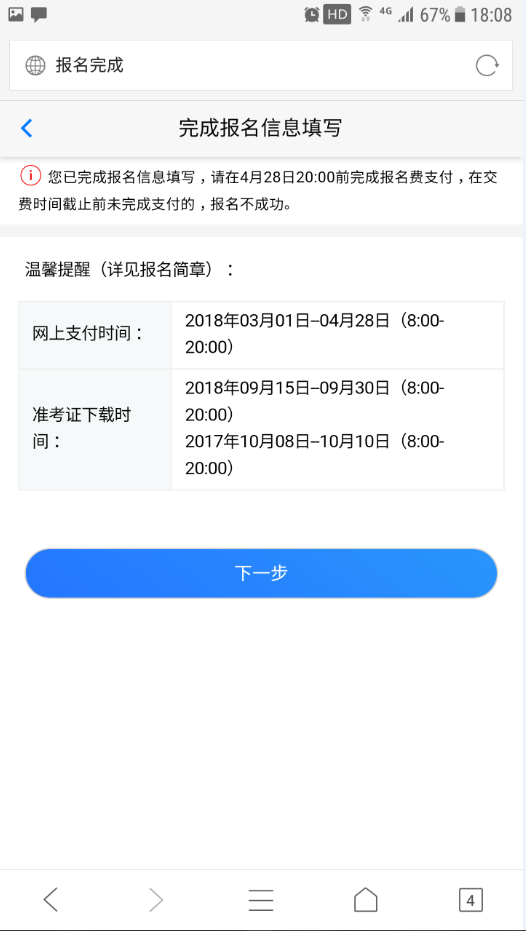 HD 4G 67% 18:08
报名完成
完成报名信息填写
您已完成报名信息填写，请在4月28日20:00前完成报名费支付，在交
费时间截止前未完成支付的，报名不成功。
温馨提醒（详见报名简章）：
网上支付时间：
2018年03月01日–04月28日（8:00-
20:00）
准考证下载时
间：
2018年09月15日–09月30日（8:00-
20:00）
2017年10月08日–10月10日（8:00-
20:00）
下一步
4